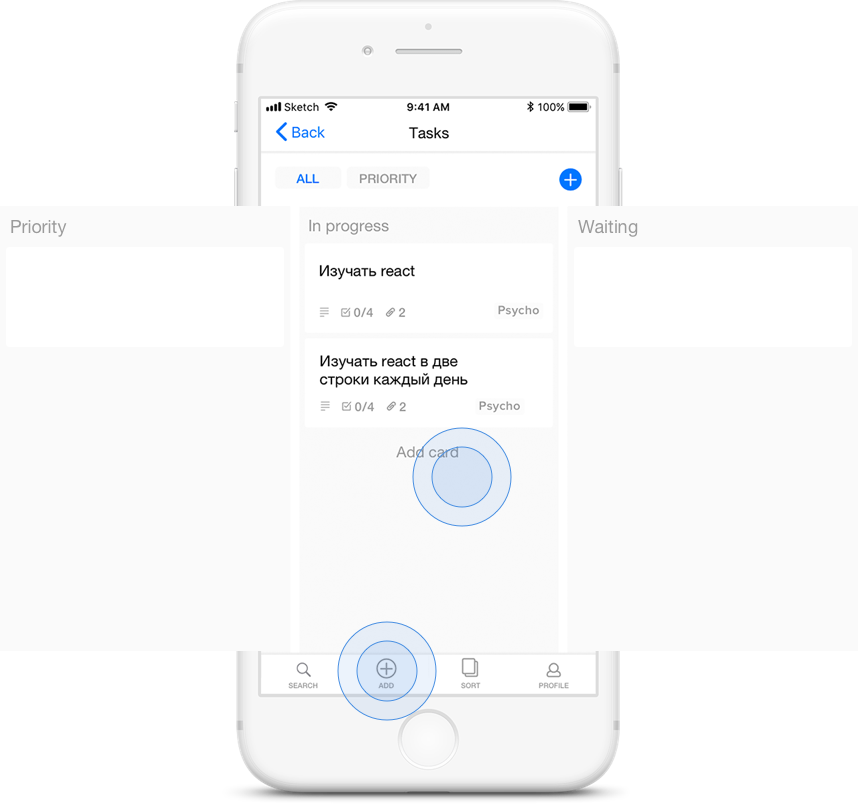 Sketch 9:41 AM 100%
Back Tasks
ALL PRIORITY
Priority
In progress
Waiting
Изучать react
0/4 2 Psycho
Изучать react в две
строки каждый день
0/4 2 Psycho
Add card
SEARCH ADD SORT PROFILE